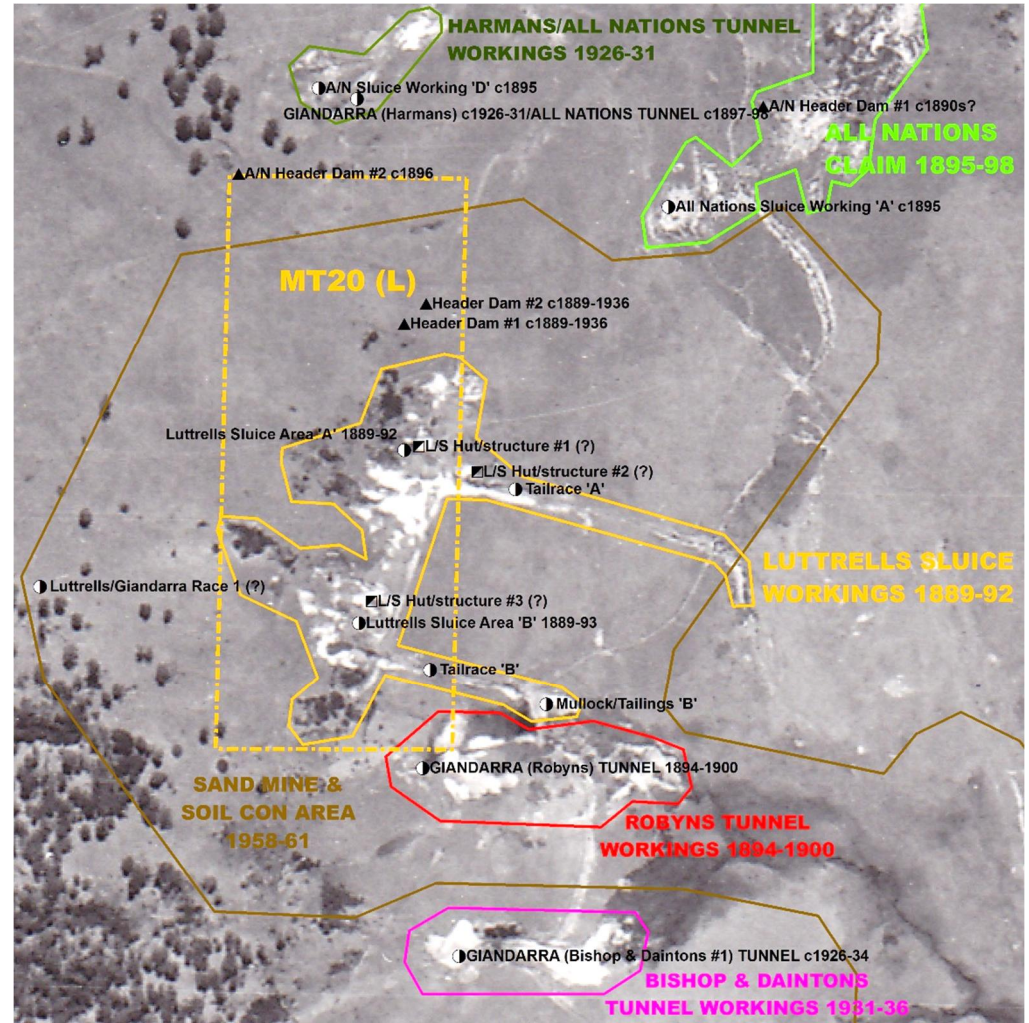 HARMANS/ALL NATIONS TUNNEL
WORKINGS 1926-31
A/N Sluice Working 'D' c1895
GIANDARRA (Harmans) c1926-31/ALL NATIONS TUNNEL c1897-98
A/N Header Dam #1 c1890s?
ALL NATIONS
CLAIM 1895-98
A/N Header Dam #2 c1896
All Nations Sluice Working 'A' c1895
MT20 (L)
Header Dam #2 c1889-1936
Header Dam #1 c1889-1936
Luttrells Sluice Area 'A' 1889-92
L/S Hut/structure #1 (?)
L/S Hut/structure #2 (?)
Tailrace 'A'
LUTTRELLS SLUICE
WORKINGS 1889-92
Luttrells/Giandarra Race 1 (?)
L/S Hut/structure #3 (?)
Luttrells Sluice Area 'B' 1889-93
Tailrace 'B'
Mullock/Tailings 'B'
GIANDARRA (Robyns) TUNNEL 1894-1900
SAND MINE &
SOIL CON AREA
1958-61
ROBYNS TUNNEL
WORKINGS 1894-1900
GIANDARRA (Bishop & Daintons #1) TUNNEL c1926-34
BISHOP & DAINTONS
TUNNEL WORKINGS 1931-36